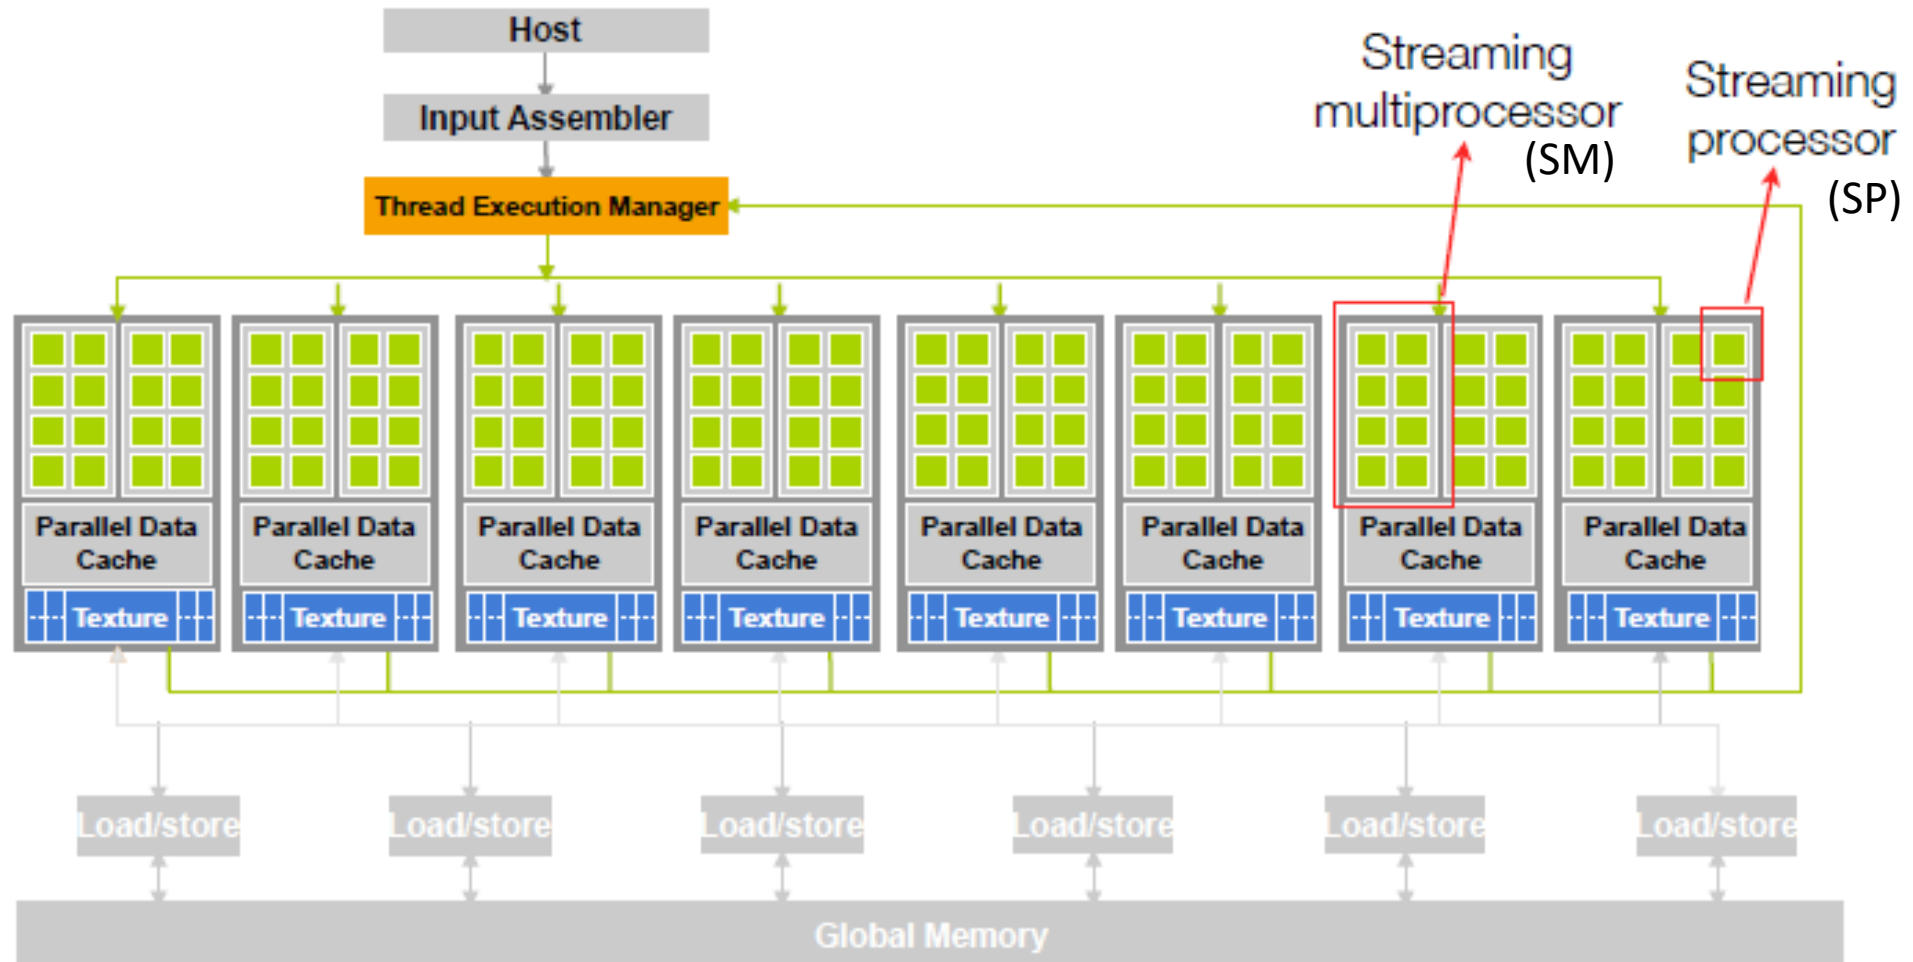 Host
Input Assembler
Thread Execution Manager
Streaming
multiprocessor
(SM)
Streaming
processor
(SP)
Parallel Data
Cache
Texture
Parallel Data
Cache
Texture
Parallel Data
Cache
Texture
Parallel Data
Cache
Texture
Parallel Data
Cache
Texture
Parallel Data
Cache
Texture
Parallel Data
Cache
Texture
Parallel Data
Cache
Texture
Load/store
Load/store
Load/store
Load/store
Load/store
Load/store
Global Memory